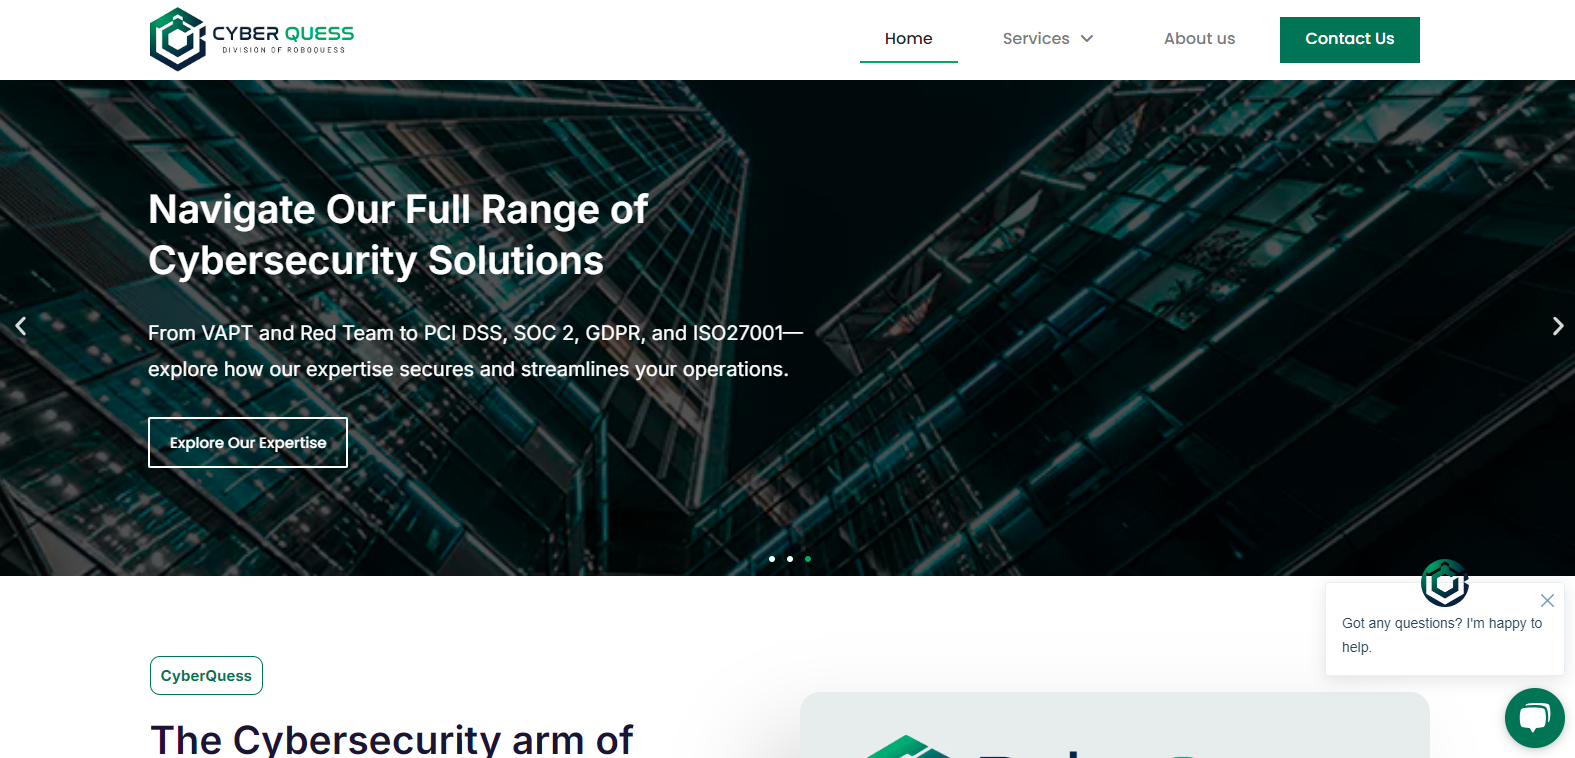 CYBER QUESS
DIVISION OF ROBOQUESS
Home
Services
About us
Contact Us
Navigate Our Full Range of
Cybersecurity Solutions
From VAPT and Red Team to PCI DSS, SOC 2, GDPR, and ISO27001—
explore how our expertise secures and streamlines your operations.
Explore Our Expertise
Got any questions? I'm happy to
help.
CyberQuess
The Cybersecurity arm of